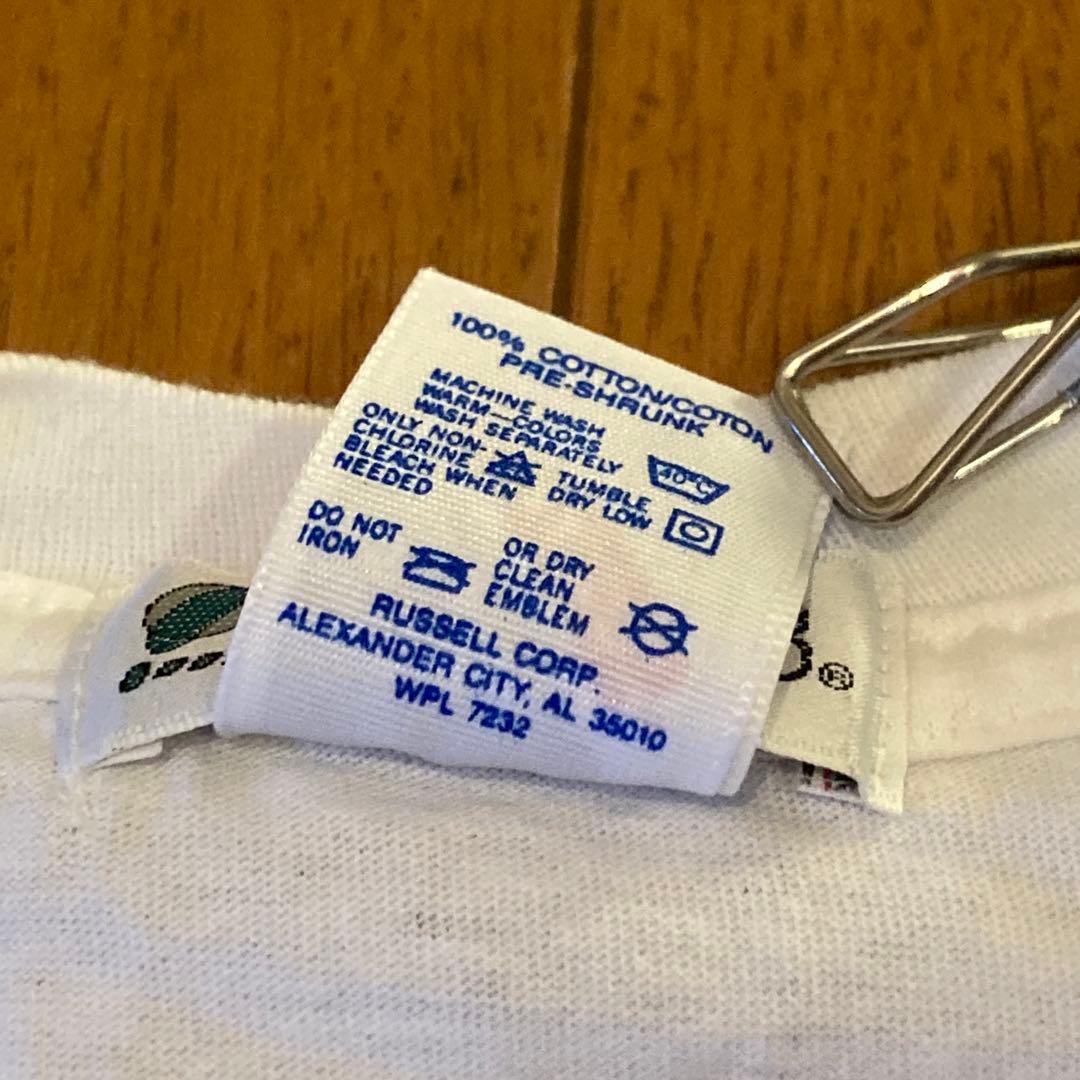 100% COTTON/COTON
PRE-SHRUNK
MACHINE WASH
WARM—COLORS
WASH SEPARATELY
40°C
ONLY NON-
CHLORINE
BLEACH WHEN
NEEDED
TUMBLE
DRY LOW
DO NOT
IRON
OR DRY
CLEAN
EMBLEM
RUSSELL CORP.
ALEXANDER CITY, AL 35010
WPL 7232
®